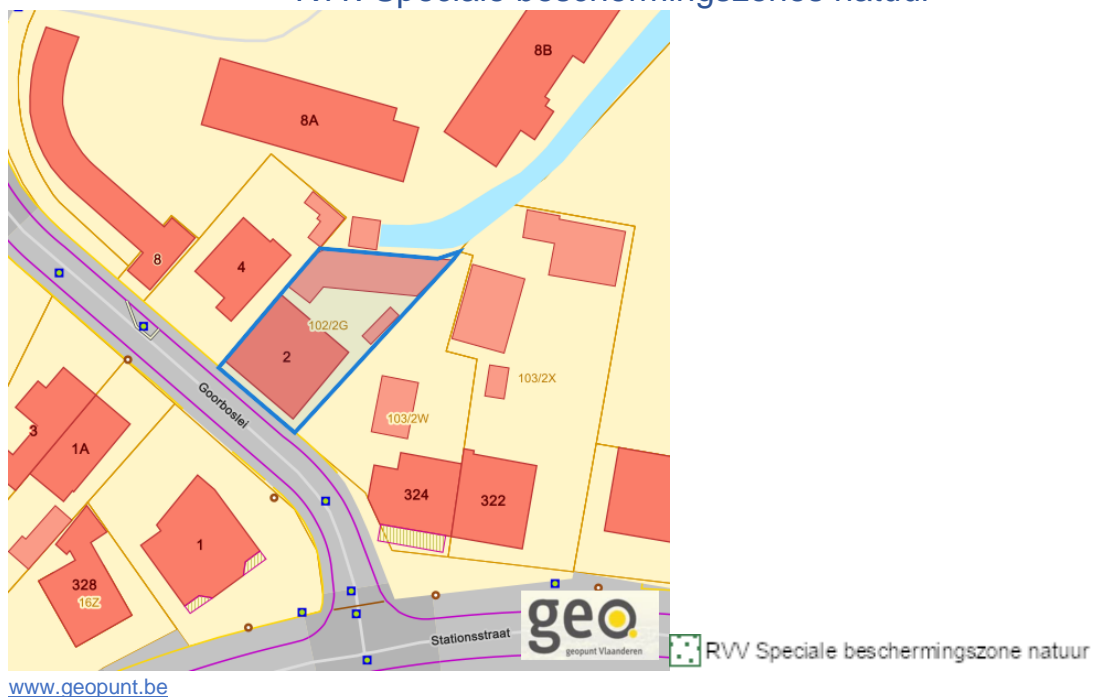 RVV Speciale beschermingszones natuur
8B
8A
8
4
102/2G
2
103/2X
Goorboslei
103/2W
3
1A
324
322
1
328
16Z
geo
geopunt Vlaanderen
Stationsstraat
RVV Speciale beschermingszone natuur
www.geopunt.be